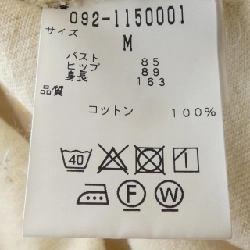 092-1150001
サイズ
M
バスト 85
ヒップ 89
身長 163
品質
コットン 100%
40 1
F W